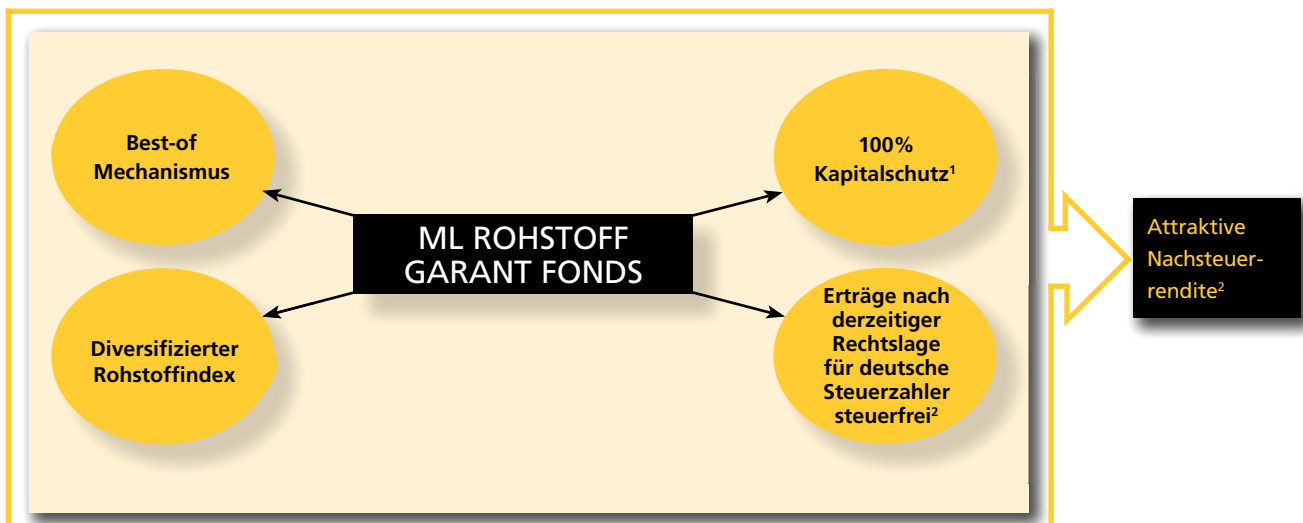 Best-of
Mechanismus
100%
Kapitalschutz¹
ML ROHSTOFF
GARANT FONDS
Attraktive
Nachsteuer-
rendite²
Diversifizierter
Rohstoffindex
Erträge nach
derzeitiger
Rechtslage
für deutsche
Steuerzahler
steuerfrei²